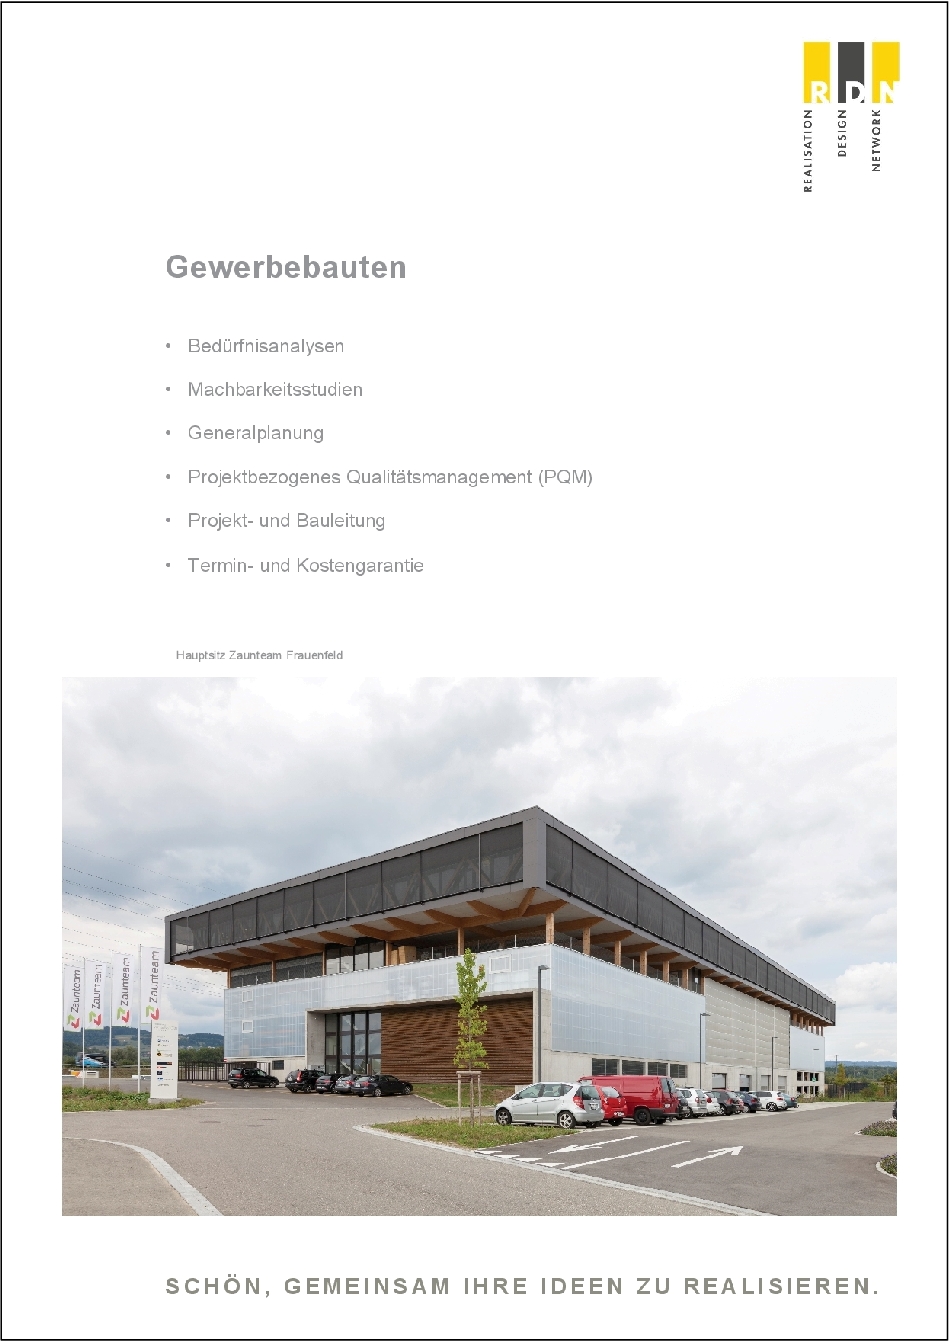 RDN
REALISATION
DESIGN
NETWORK
Gewerbebauten
• Bedürfnisanalysen
• Machbarkeitsstudien
• Generalplanung
• Projektbezogenes Qualitätsmanagement (PQM)
• Projekt- und Bauleitung
• Termin- und Kostengarantie
Hauptsitz Zaunteam Frauenfeld
Zaunteam
Zaunteam
Zaunteam
Zaunteam
SCHÖN, GEMEINSAM IHRE IDEEN ZU REALISIEREN.